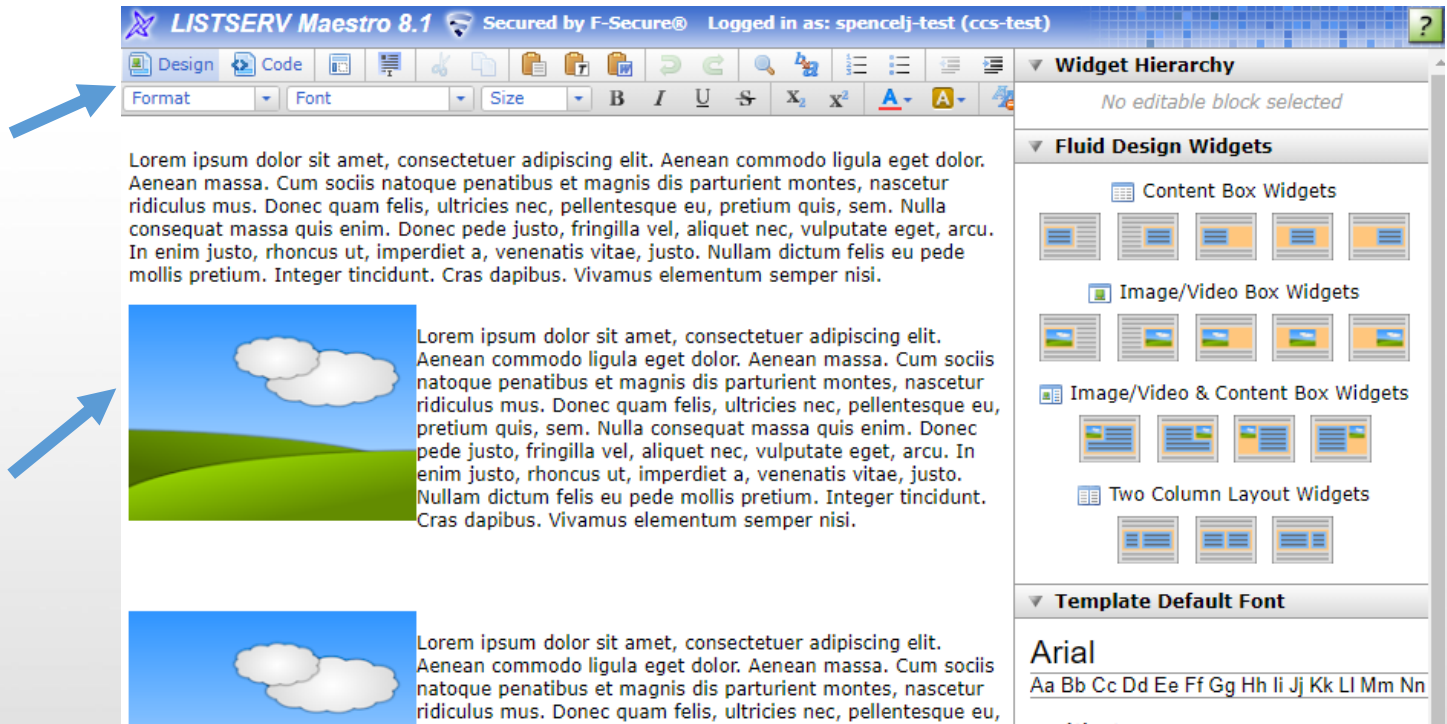 LISTSERV Maestro 8.1 Secured by F-Secure® Logged in as: spencelj-test (ccs-test) ?
Design Code
Format Font Size B I U S X₂ X² A A
Lorem ipsum dolor sit amet, consectetuer adipiscing elit. Aenean commodo ligula eget dolor.
Aenean massa. Cum sociis natoque penatibus et magnis dis parturient montes, nascetur
ridiculus mus. Donec quam felis, ultricies nec, pellentesque eu, pretium quis, sem. Nulla
consequat massa quis enim. Donec pede justo, fringilla vel, aliquet nec, vulputate eget, arcu.
In enim justo, rhoncus ut, imperdiet a, venenatis vitae, justo. Nullam dictum felis eu pede
mollis pretium. Integer tincidunt. Cras dapibus. Vivamus elementum semper nisi.
Lorem ipsum dolor sit amet, consectetuer adipiscing elit.
Aenean commodo ligula eget dolor. Aenean massa. Cum sociis
natoque penatibus et magnis dis parturient montes, nascetur
ridiculus mus. Donec quam felis, ultricies nec, pellentesque eu,
pretium quis, sem. Nulla consequat massa quis enim. Donec
pede justo, fringilla vel, aliquet nec, vulputate eget, arcu. In
enim justo, rhoncus ut, imperdiet a, venenatis vitae, justo.
Nullam dictum felis eu pede mollis pretium. Integer tincidunt.
Cras dapibus. Vivamus elementum semper nisi.
Lorem ipsum dolor sit amet, consectetuer adipiscing elit.
Aenean commodo ligula eget dolor. Aenean massa. Cum sociis
natoque penatibus et magnis dis parturient montes, nascetur
ridiculus mus. Donec quam felis, ultricies nec, pellentesque eu,
Widget Hierarchy
No editable block selected
Fluid Design Widgets
Content Box Widgets
Image/Video Box Widgets
Image/Video & Content Box Widgets
Two Column Layout Widgets
Template Default Font
Arial
Aa Bb Cc Dd Ee Ff Gg Hh Ii Jj Kk Ll Mm Nn